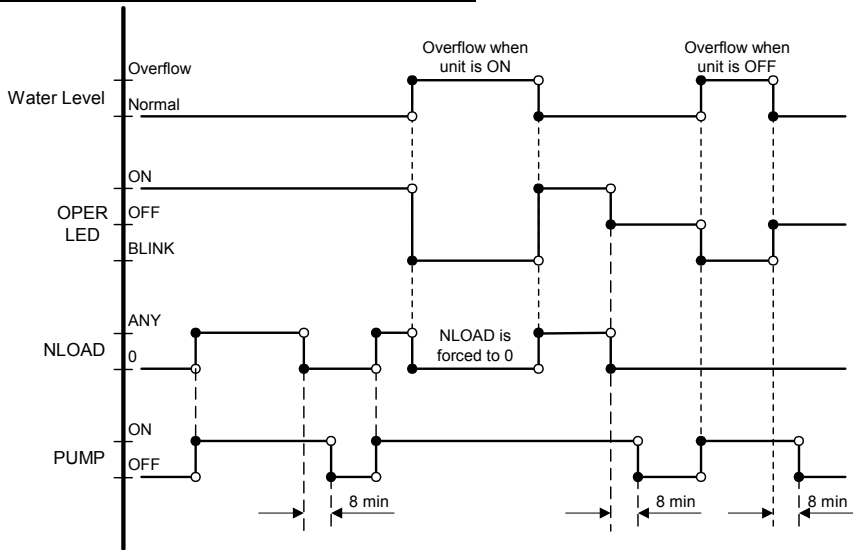 Overflow when
unit is ON
Overflow when
unit is OFF
Water Level
Overflow
Normal
OPER
LED
ON
OFF
BLINK
NLOAD
ANY
0
NLOAD is
forced to 0
PUMP
ON
OFF
8 min
8 min
8 min